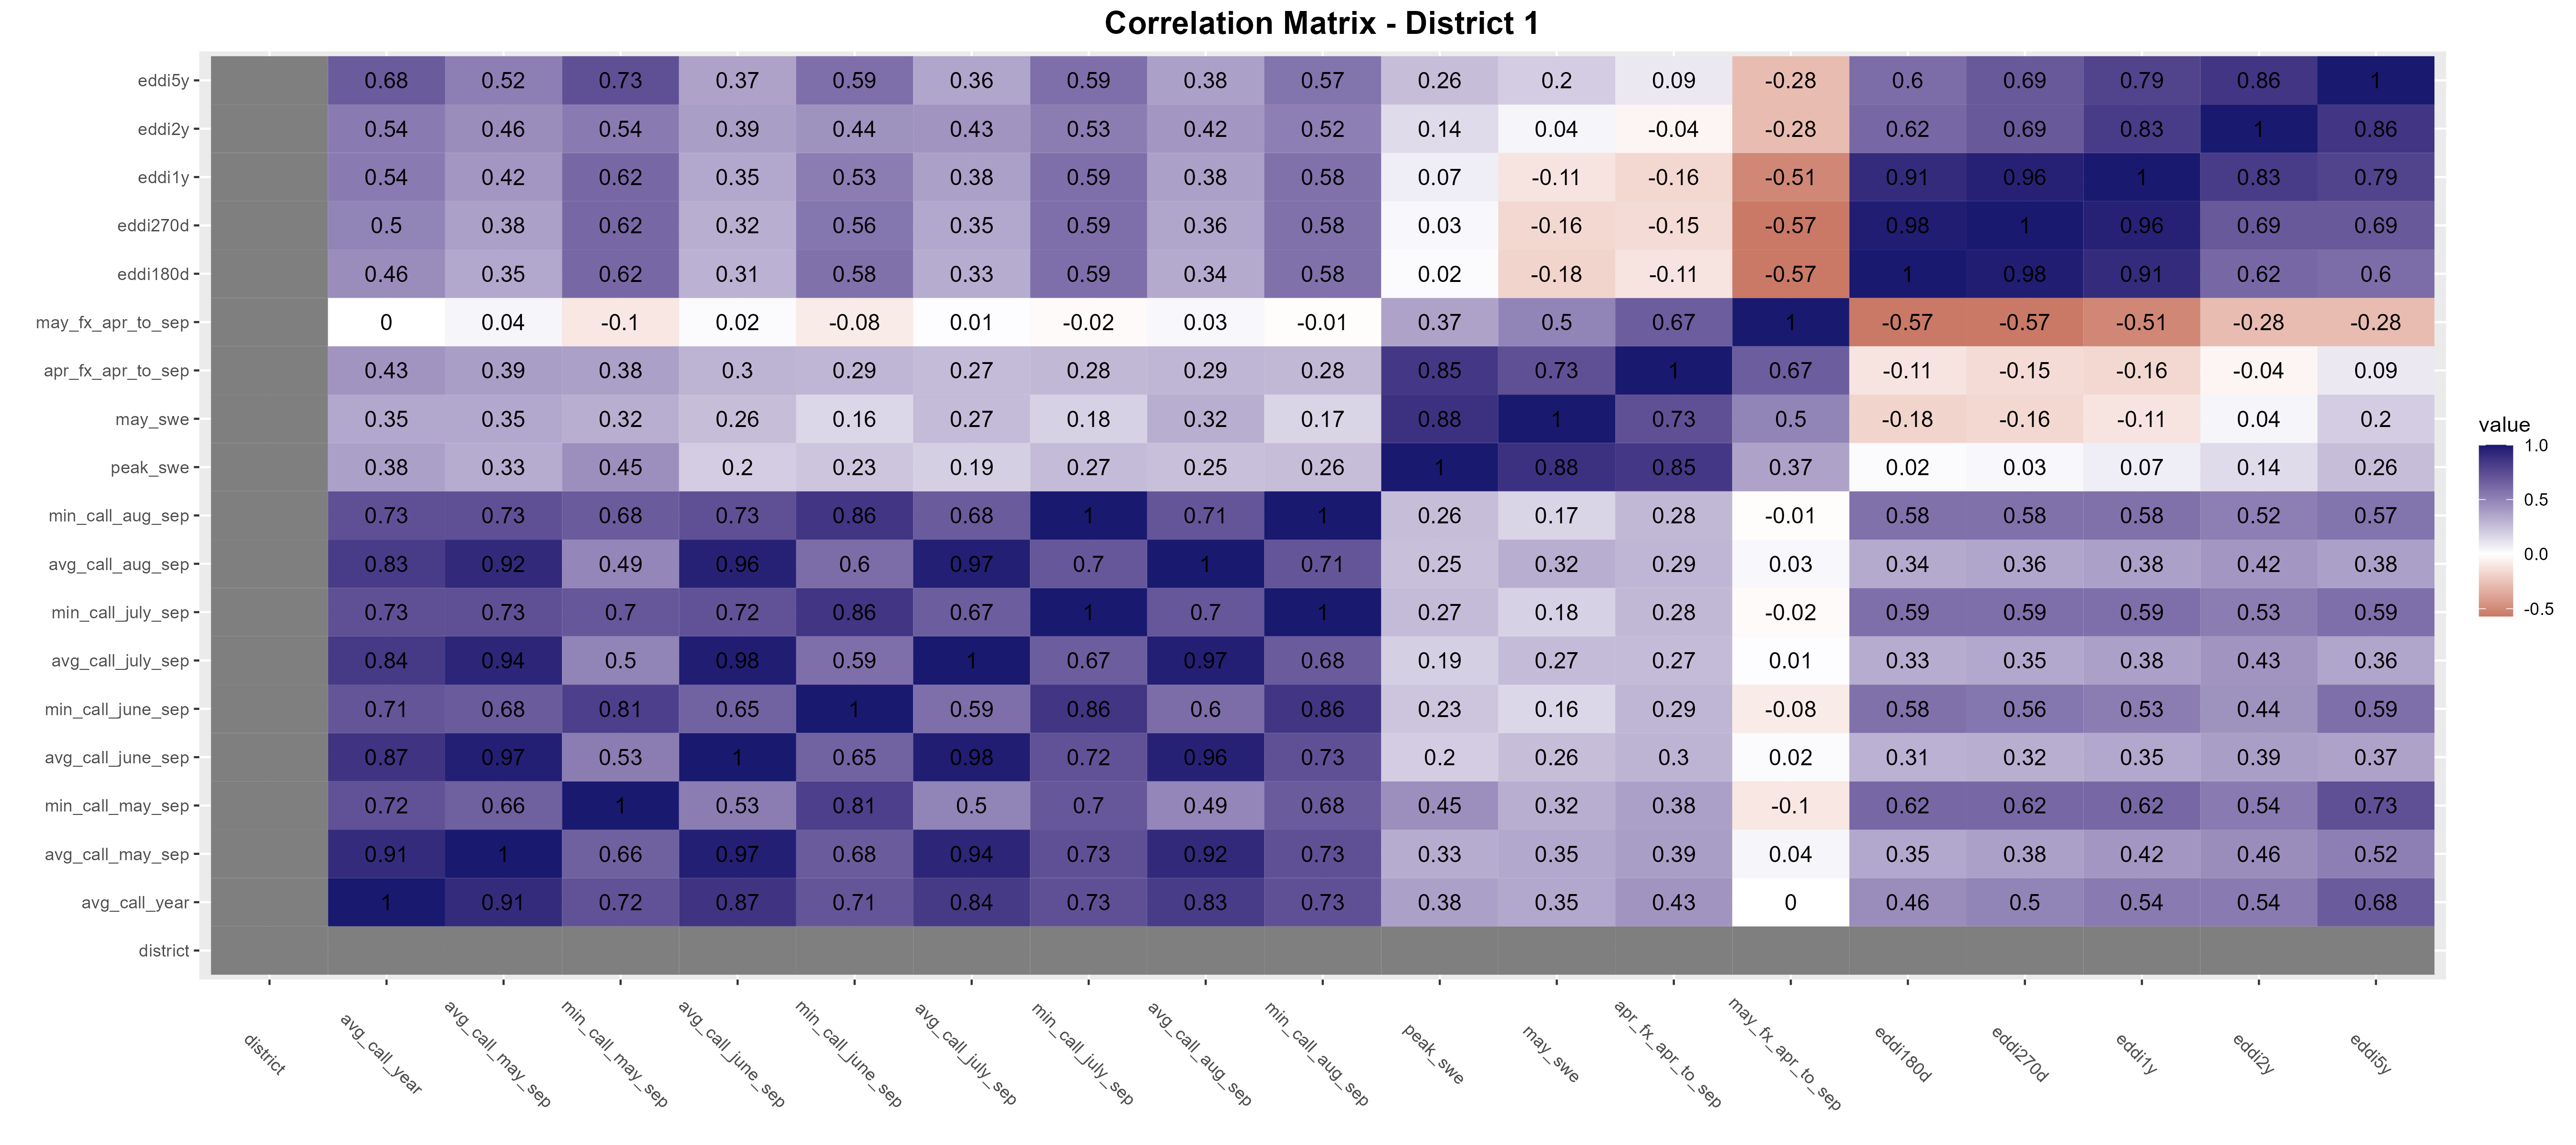 Correlation Matrix - District 1
eddi5y 0.68 0.52 0.73 0.37 0.59 0.36 0.59 0.38 0.57 0.26 0.2 0.09 -0.28 0.6 0.69 0.79 0.86 1
eddi2y 0.54 0.46 0.54 0.39 0.44 0.43 0.53 0.42 0.52 0.14 0.04 -0.04 -0.28 0.62 0.69 0.83 1 0.86
eddi1y 0.54 0.42 0.62 0.35 0.53 0.38 0.59 0.38 0.58 0.07 -0.11 -0.16 -0.51 0.91 0.96 1 0.83 0.79
eddi270d 0.5 0.38 0.62 0.32 0.56 0.35 0.59 0.36 0.58 0.03 -0.16 -0.15 -0.57 0.98 1 0.96 0.69 0.69
eddi180d 0.46 0.35 0.62 0.31 0.58 0.33 0.59 0.34 0.58 0.02 -0.18 -0.11 -0.57 1 0.98 0.91 0.62 0.6
may_fx_apr_to_sep 0 0.04 -0.1 0.02 -0.08 0.01 -0.02 0.03 -0.01 0.37 0.5 0.67 1 -0.57 -0.57 -0.51 -0.28 -0.28
apr_fx_apr_to_sep 0.43 0.39 0.38 0.3 0.29 0.27 0.28 0.29 0.28 0.85 0.73 1 0.67 -0.11 -0.15 -0.16 -0.04 0.09
may_swe 0.35 0.35 0.32 0.26 0.16 0.27 0.18 0.32 0.17 0.88 1 0.73 0.5 -0.18 -0.16 -0.11 0.04 0.2
peak_swe 0.38 0.33 0.45 0.2 0.23 0.19 0.27 0.25 0.26 1 0.88 0.85 0.37 0.02 0.03 0.07 0.14 0.26
min_call_aug_sep 0.73 0.73 0.68 0.73 0.86 0.68 1 0.71 1 0.26 0.17 0.28 -0.01 0.58 0.58 0.58 0.52 0.57
avg_call_aug_sep 0.83 0.92 0.49 0.96 0.6 0.97 0.7 1 0.71 0.25 0.32 0.29 0.03 0.34 0.36 0.38 0.42 0.38
min_call_july_sep 0.73 0.73 0.7 0.72 0.86 0.67 1 0.7 1 0.27 0.18 0.28 -0.02 0.59 0.59 0.59 0.53 0.59
avg_call_july_sep 0.84 0.94 0.5 0.98 0.59 1 0.67 0.97 0.68 0.19 0.27 0.27 0.01 0.33 0.35 0.38 0.43 0.36
min_call_june_sep 0.71 0.68 0.81 0.65 1 0.59 0.86 0.6 0.86 0.23 0.16 0.29 -0.08 0.58 0.56 0.53 0.44 0.59
avg_call_june_sep 0.87 0.97 0.53 1 0.65 0.98 0.72 0.96 0.73 0.2 0.26 0.3 0.02 0.31 0.32 0.35 0.39 0.37
min_call_may_sep 0.72 0.66 1 0.53 0.81 0.5 0.7 0.49 0.68 0.45 0.32 0.38 -0.1 0.62 0.62 0.62 0.54 0.73
avg_call_may_sep 0.91 1 0.66 0.97 0.68 0.94 0.73 0.92 0.73 0.33 0.35 0.39 0.04 0.35 0.38 0.42 0.46 0.52
avg_call_year 1 0.91 0.72 0.87 0.71 0.84 0.73 0.83 0.73 0.38 0.35 0.43 0 0.46 0.5 0.54 0.54 0.68
district
district avg_call_year avg_call_may_sep min_call_may_sep avg_call_june_sep min_call_june_sep avg_call_july_sep min_call_july_sep avg_call_aug_sep min_call_aug_sep peak_swe may_swe apr_fx_apr_to_sep may_fx_apr_to_sep eddi180d eddi270d eddi1y eddi2y eddi5y
value
1.0
0.5
0.0
-0.5